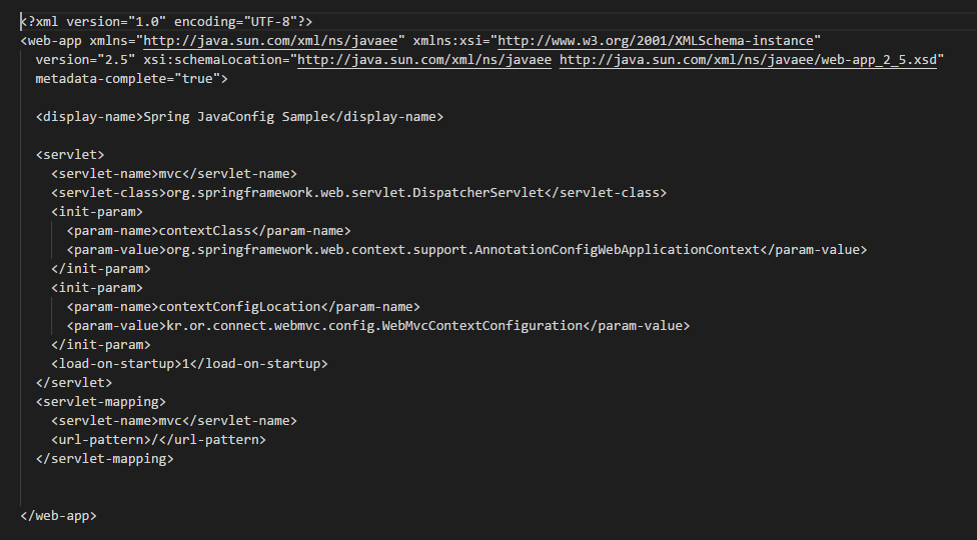 <?xml version="1.0" encoding="UTF-8"?>
<web-app xmlns="http://java.sun.com/xml/ns/javaee" xmlns:xsi="http://www.w3.org/2001/XMLSchema-instance"
  version="2.5" xsi:schemaLocation="http://java.sun.com/xml/ns/javaee http://java.sun.com/xml/ns/javaee/web-app_2_5.xsd"
  metadata-complete="true">

  <display-name>Spring JavaConfig Sample</display-name>

  <servlet>
    <servlet-name>mvc</servlet-name>
    <servlet-class>org.springframework.web.servlet.DispatcherServlet</servlet-class>
    <init-param>
      <param-name>contextClass</param-name>
      <param-value>org.springframework.web.context.support.AnnotationConfigWebApplicationContext</param-value>
    </init-param>
    <init-param>
      <param-name>contextConfigLocation</param-name>
      <param-value>kr.or.connect.webmvc.config.WebMvcContextConfiguration</param-value>
    </init-param>
    <load-on-startup>1</load-on-startup>
  </servlet>
  <servlet-mapping>
    <servlet-name>mvc</servlet-name>
    <url-pattern>/</url-pattern>
  </servlet-mapping>


</web-app>